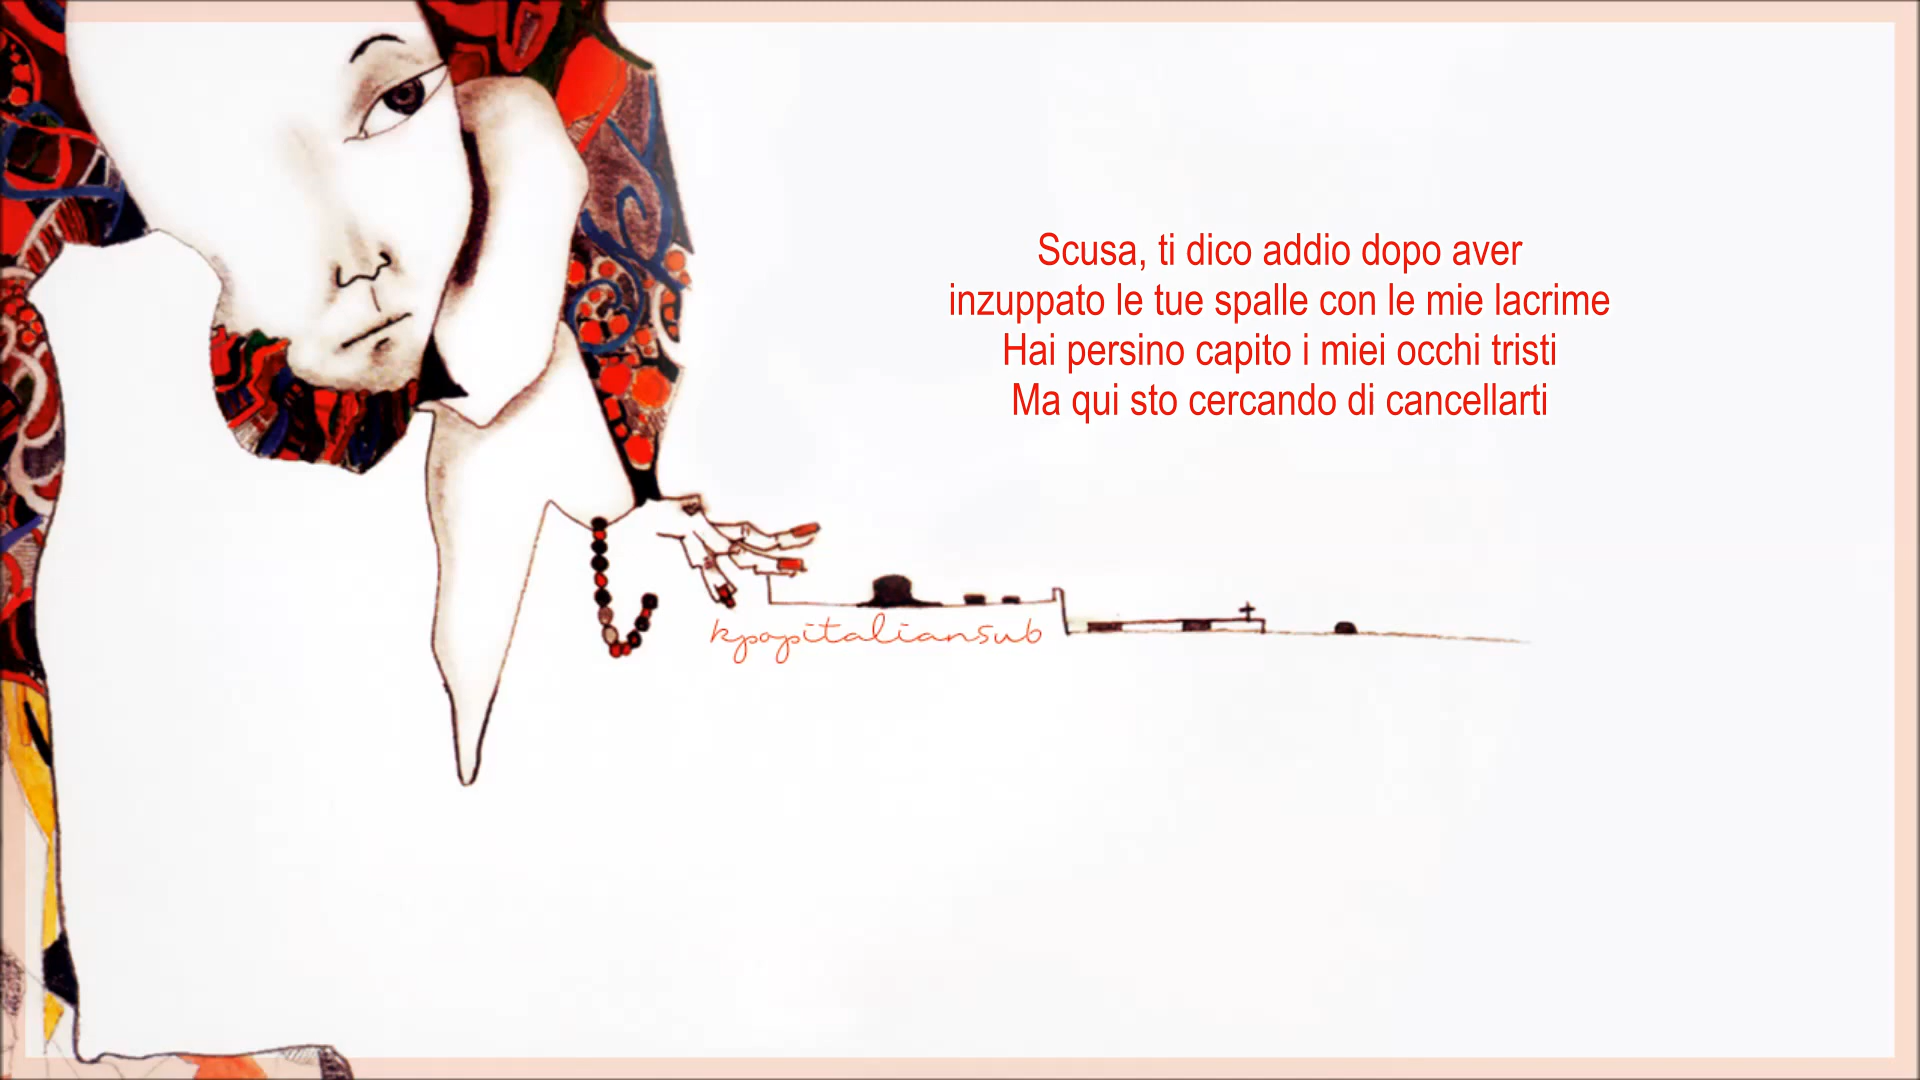 Scusa, ti dico addio dopo aver
inzuppato le tue spalle con le mie lacrime
Hai persino capito i miei occhi tristi
Ma qui sto cercando di cancellarti
kpopitaliansub